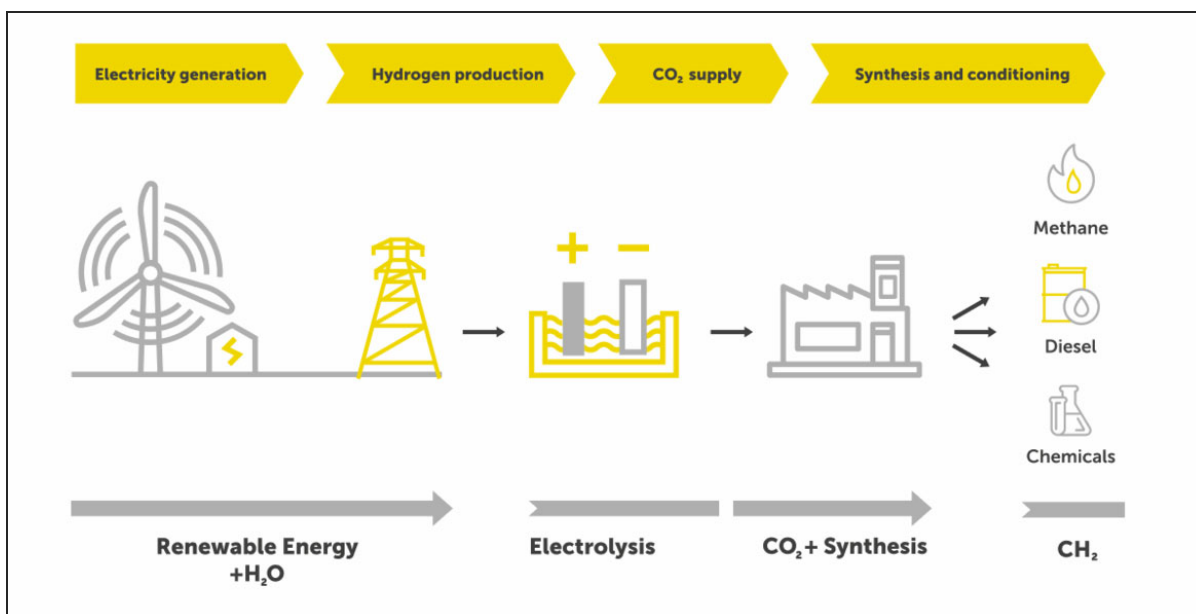 Electricity generation
Hydrogen production
CO₂ supply
Synthesis and conditioning
+ −
Methane
Diesel
Chemicals
Renewable Energy
+H₂O
Electrolysis
CO₂+ Synthesis
CH₂